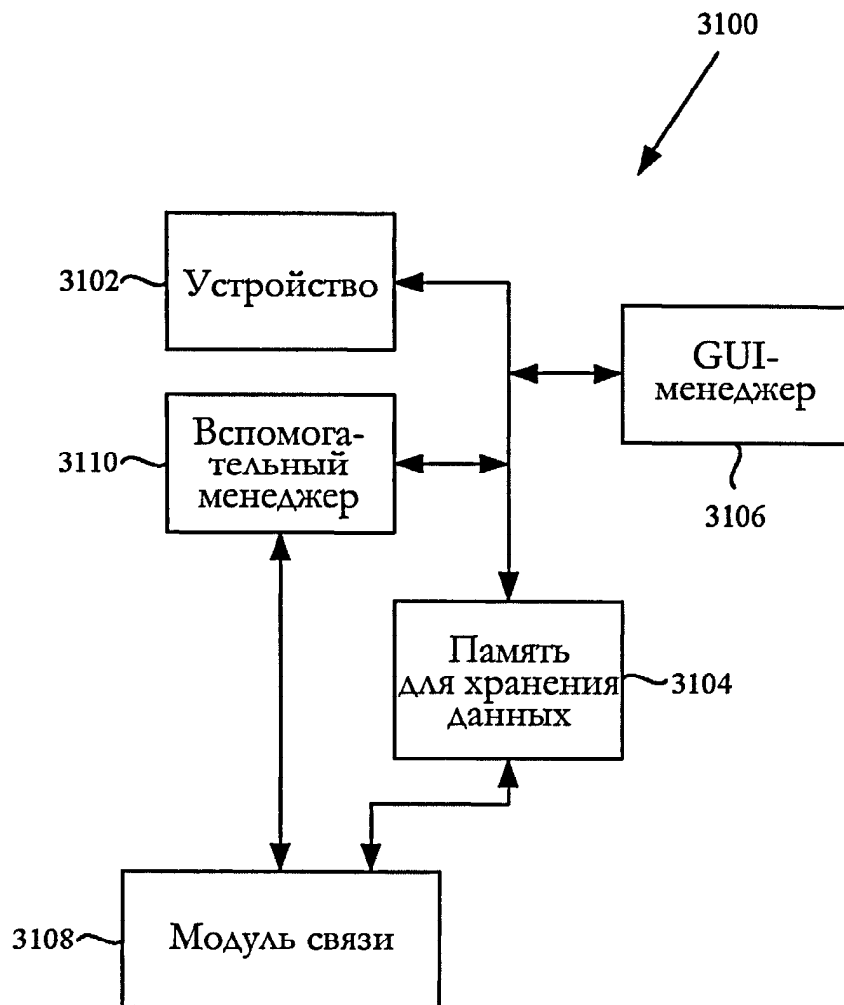 3100
3102
Устройство
GUI-
менеджер
3106
3110
Вспомога-
тельный
менеджер
Память
для хранения
данных
3104
3108
Модуль связи